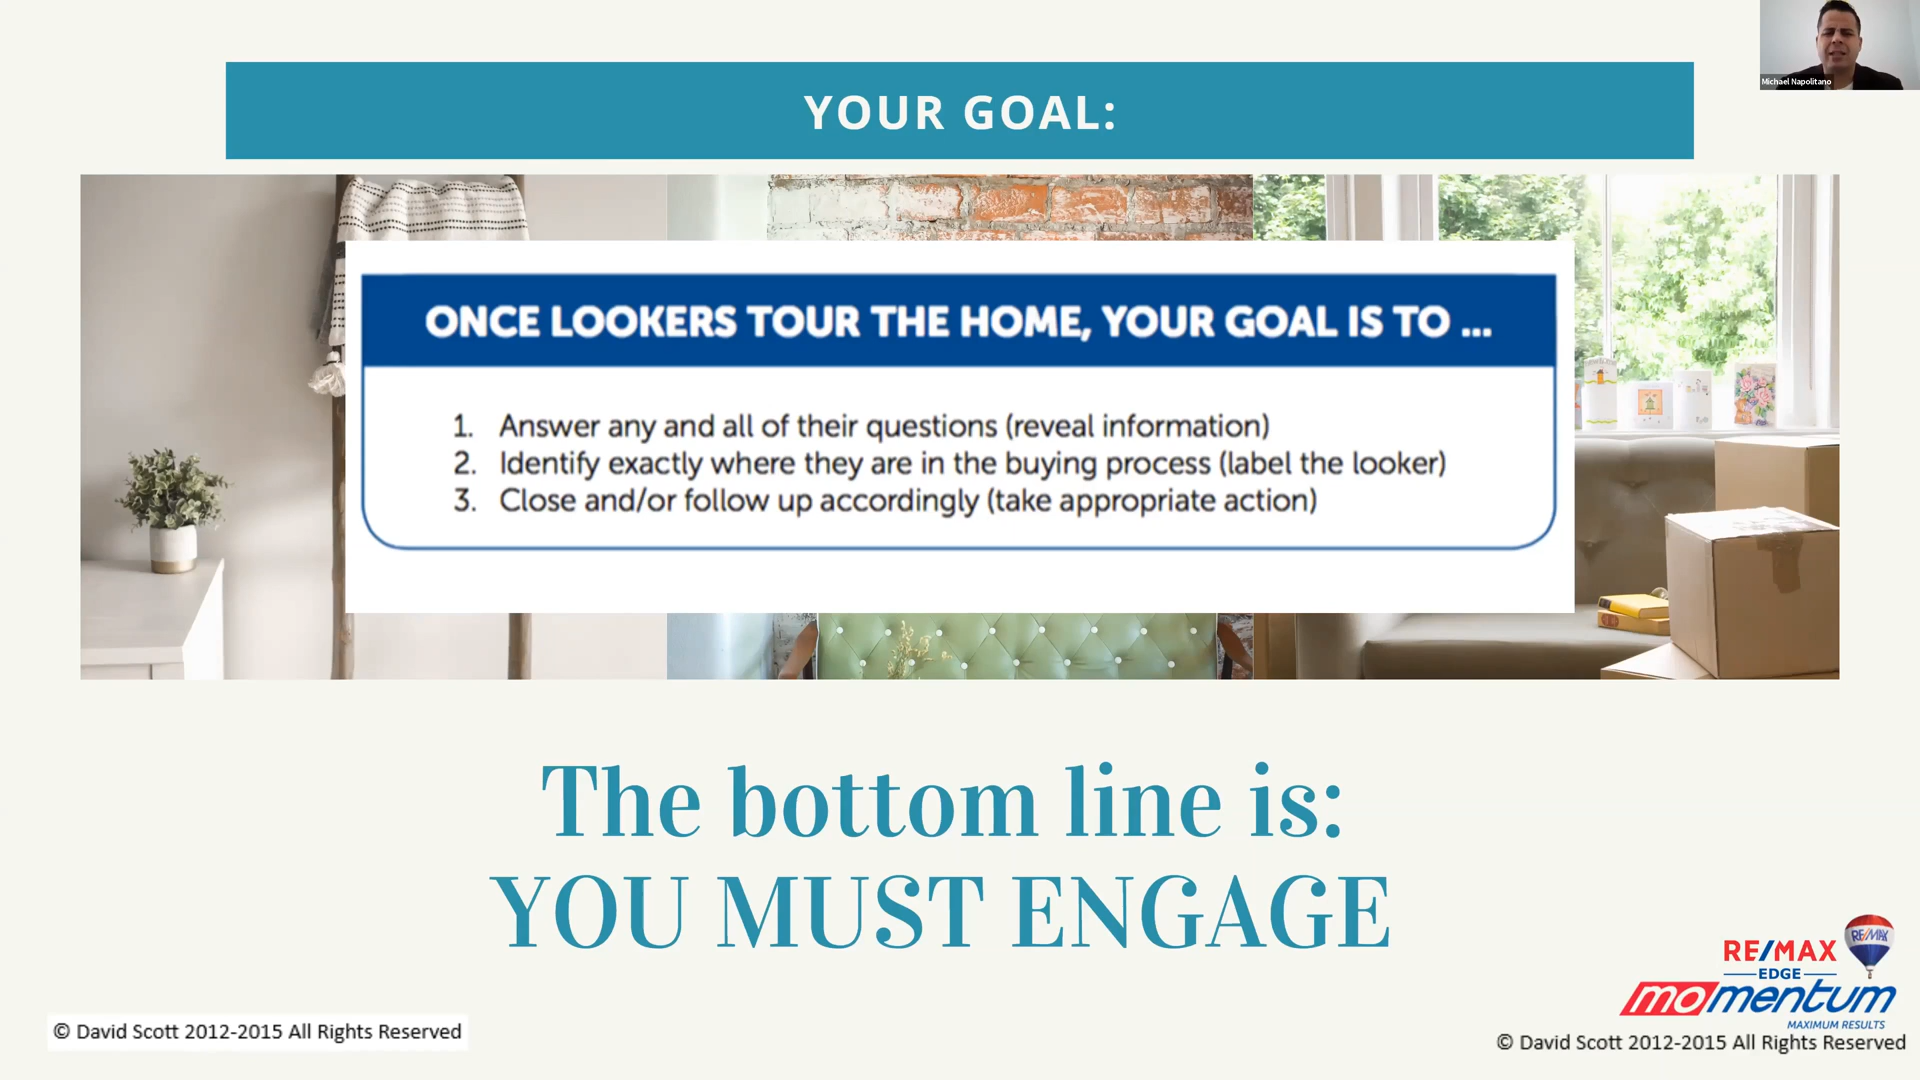 Michael Napolitano
YOUR GOAL:
ONCE LOOKERS TOUR THE HOME, YOUR GOAL IS TO ...
1. Answer any and all of their questions (reveal information)
2. Identify exactly where they are in the buying process (label the looker)
3. Close and/or follow up accordingly (take appropriate action)
The bottom line is:
YOU MUST ENGAGE
RE/MAX
RE/MAX
EDGE
momentum
MAXIMUM RESULTS
© David Scott 2012-2015 All Rights Reserved
© David Scott 2012-2015 All Rights Reserved